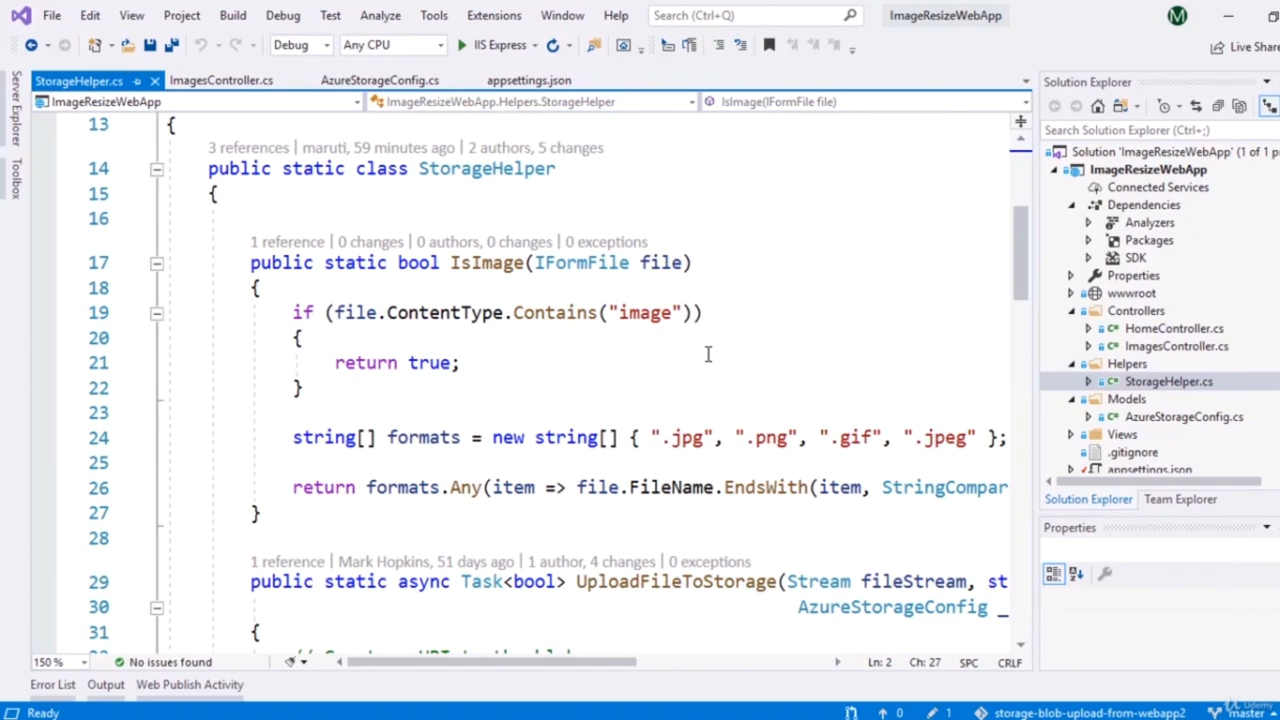 File Edit View Project Build Debug Test Analyze Tools Extensions Window Help Search (Ctrl+Q) ImageResizeWebApp M
Debug Any CPU IIS Express Live Share
StorageHelper.cs ImagesController.cs AzureStorageConfig.cs appsettings.json
ImageResizeWebApp ImageResizeWebApp.Helpers.StorageHelper IsImage(IFormFile file)
Server Explorer
Toolbox
13 {
3 references | maruti, 59 minutes ago | 2 authors, 5 changes
14 public static class StorageHelper
15 {
16
1 reference | 0 changes | 0 authors, 0 changes | 0 exceptions
17 public static bool IsImage(IFormFile file)
18 {
19 if (file.ContentType.Contains("image"))
20 {
21 return true;
22 }
23
24 string[] formats = new string[] { ".jpg", ".png", ".gif", ".jpeg" };
25
26 return formats.Any(item => file.FileName.EndsWith(item, StringCompar
27 }
28
1 reference | Mark Hopkins, 51 days ago | 1 author, 4 changes | 0 exceptions
29 public static async Task<bool> UploadFileToStorage(Stream fileStream, st
30 AzureStorageConfig _
31 {
150 % No issues found Ln: 2 Ch: 27 SPC CRLF
Error List Output Web Publish Activity
Solution Explorer
Search Solution Explorer (Ctrl+;)
Solution 'ImageResizeWebApp' (1 of 1 p
ImageResizeWebApp
Connected Services
Dependencies
Analyzers
Packages
SDK
Properties
wwwroot
Controllers
HomeController.cs
ImagesController.cs
Helpers
StorageHelper.cs
Models
AzureStorageConfig.cs
Views
.gitignore
appsettings.json
Solution Explorer Team Explorer
Properties
Ready 0 1 storage-blob-upload-from-webapp2 master
Udemy